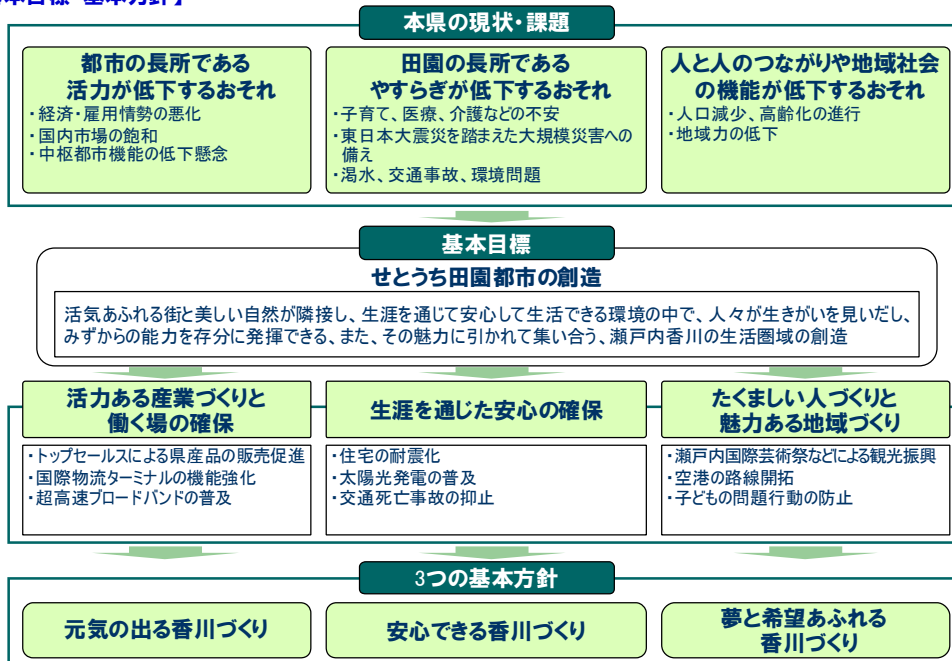 本目標・基本方針】
本県の現状・課題
都市の長所である
活力が低下するおそれ
・経済・雇用情勢の悪化
・国内市場の飽和
・中枢都市機能の低下懸念
田園の長所である
やすらぎが低下するおそれ
・子育て、医療、介護などの不安
・東日本大震災を踏まえた大規模災害への
備え
・渇水、交通事故、環境問題
人と人のつながりや地域社会
の機能が低下するおそれ
・人口減少、高齢化の進行
・地域力の低下
基本目標
せとうち田園都市の創造
活気あふれる街と美しい自然が隣接し、生涯を通じて安心して生活できる環境の中で、人々が生きがいを見いだし、
みずからの能力を存分に発揮できる、また、その魅力に引かれて集い合う、瀬戸内香川の生活圏域の創造
活力ある産業づくりと
働く場の確保
・トップセールスによる県産品の販売促進
・国際物流ターミナルの機能強化
・超高速ブロードバンドの普及
生涯を通じた安心の確保
・住宅の耐震化
・太陽光発電の普及
・交通死亡事故の抑止
たくましい人づくりと
魅力ある地域づくり
・瀬戸内国際芸術祭などによる観光振興
・空港の路線開拓
・子どもの問題行動の防止
3つの基本方針
元気の出る香川づくり
安心できる香川づくり
夢と希望あふれる
香川づくり